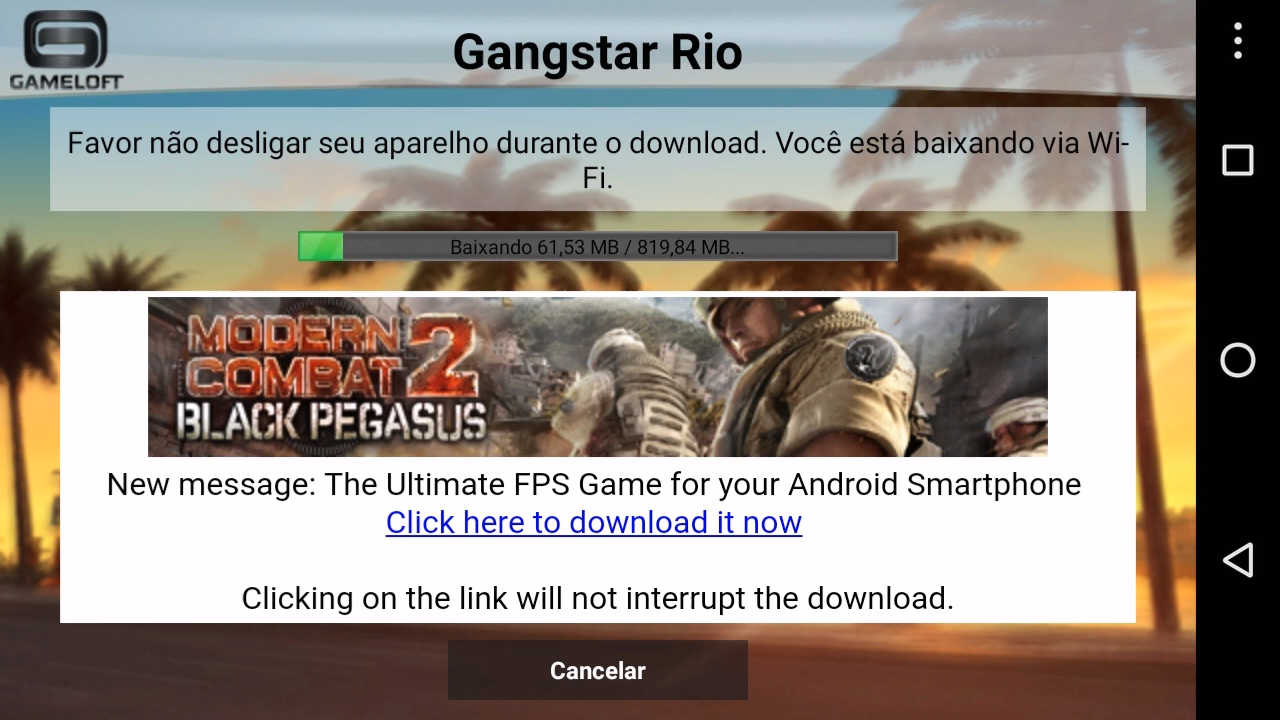 GAMELOFT
Gangstar Rio
Favor não desligar seu aparelho durante o download. Você está baixando via Wi-
Fi.
Baixando 61,53 MB / 819,84 MB...
MODERN
COMBAT 2
BLACK PEGASUS
New message: The Ultimate FPS Game for your Android Smartphone
Click here to download it now
Clicking on the link will not interrupt the download.
Cancelar